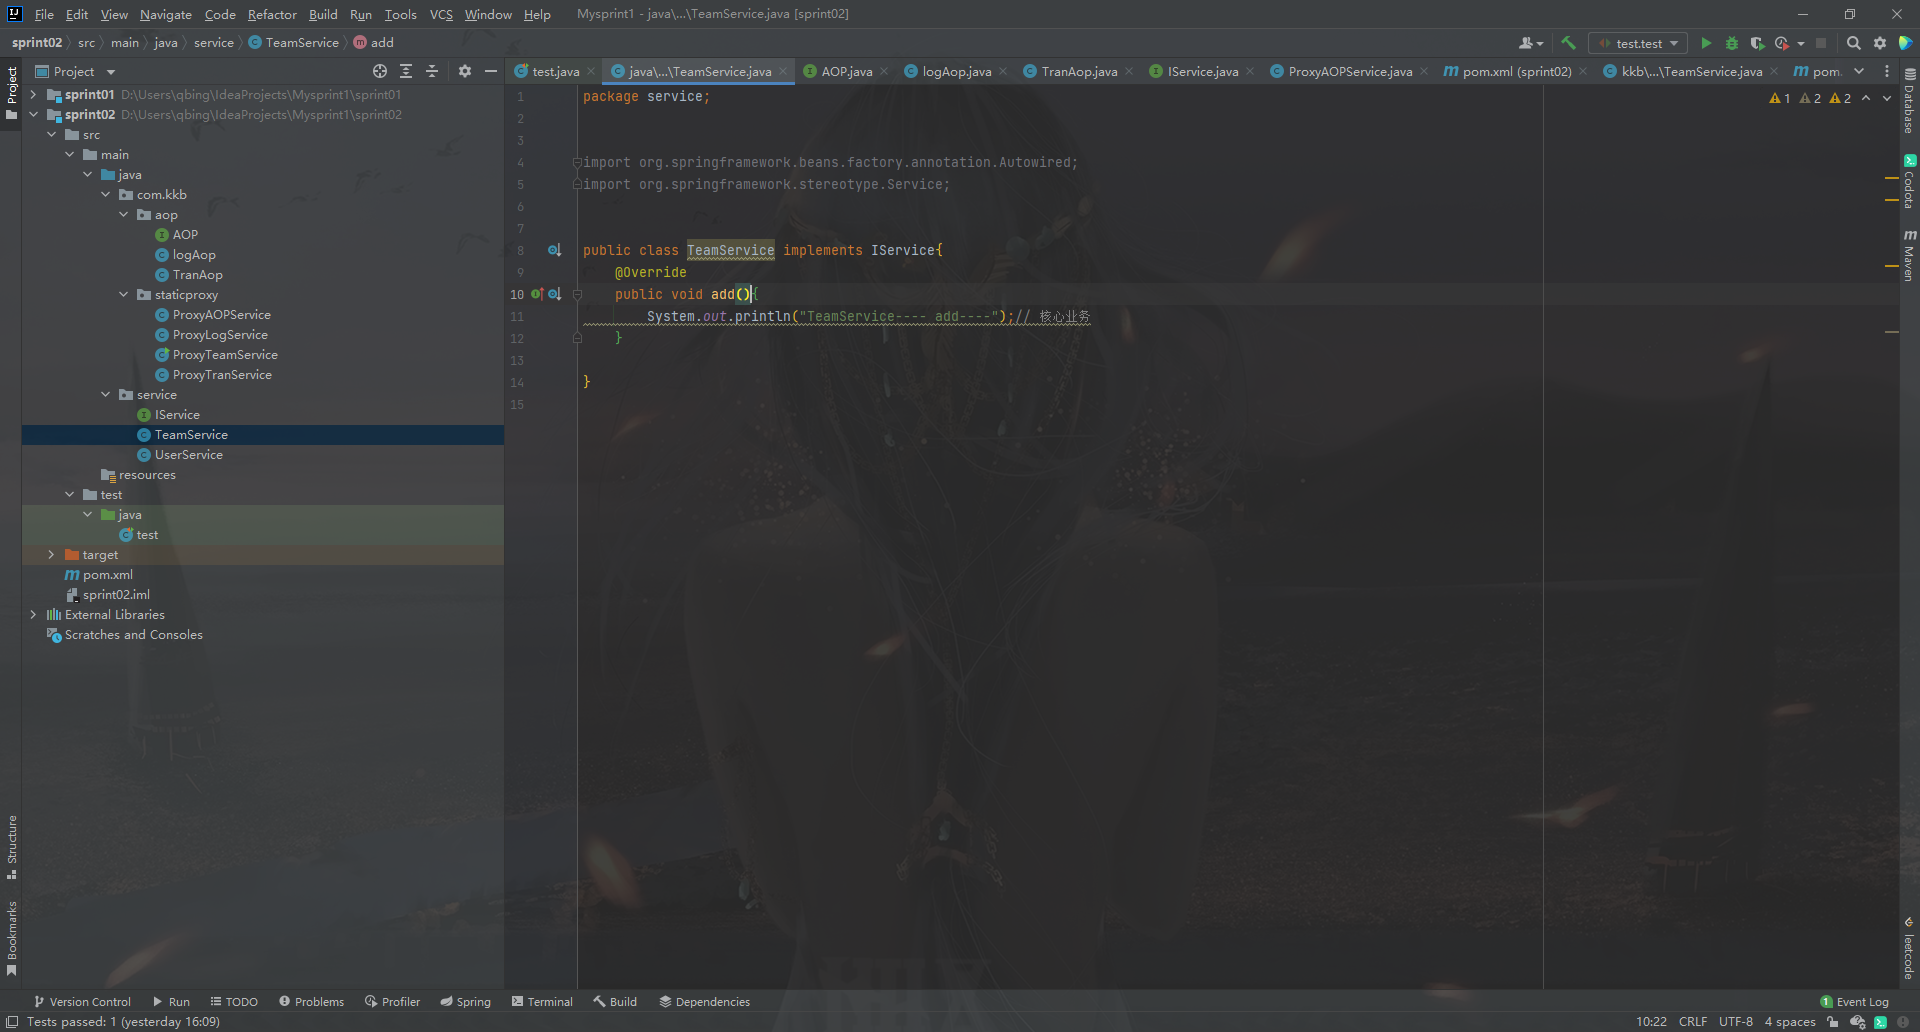 File Edit View Navigate Code Refactor Build Run Tools VCS Window Help Mysprint1 - java\...\TeamService.java [sprint02]
sprint02 src main java service TeamService add
test.test
Project
test.java java\...\TeamService.java AOP.java logAop.java TranAop.java IService.java ProxyAOPService.java pom.xml (sprint02) kkb\...\TeamService.java pom.
Project
sprint01 D:\Users\qbing\IdeaProjects\Mysprint1\sprint01
sprint02 D:\Users\qbing\IdeaProjects\Mysprint1\sprint02
src
main
java
com.kkb
aop
AOP
logAop
TranAop
staticproxy
ProxyAOPService
ProxyLogService
ProxyTeamService
ProxyTranService
service
IService
TeamService
UserService
resources
test
java
test
target
pom.xml
sprint02.iml
External Libraries
Scratches and Consoles
1 package service;
2
3
4 import org.springframework.beans.factory.annotation.Autowired;
5 import org.springframework.stereotype.Service;
6
7
8 public class TeamService implements IService{
9 @Override
10 public void add(){
11 System.out.println("TeamService---- add----");// 核心业务
12 }
13
14 }
15
1 2 2
Database
Codota
Maven
leetcode
Structure
Bookmarks
Version Control Run TODO Problems Profiler Spring Terminal Build Dependencies 1 Event Log
Tests passed: 1 (yesterday 16:09) 10:22 CRLF UTF-8 4 spaces